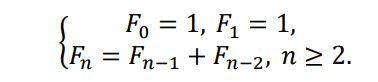 F₀ = 1, F₁ = 1,
Fₙ = Fₙ₋₁ + Fₙ₋₂, n ≥ 2.